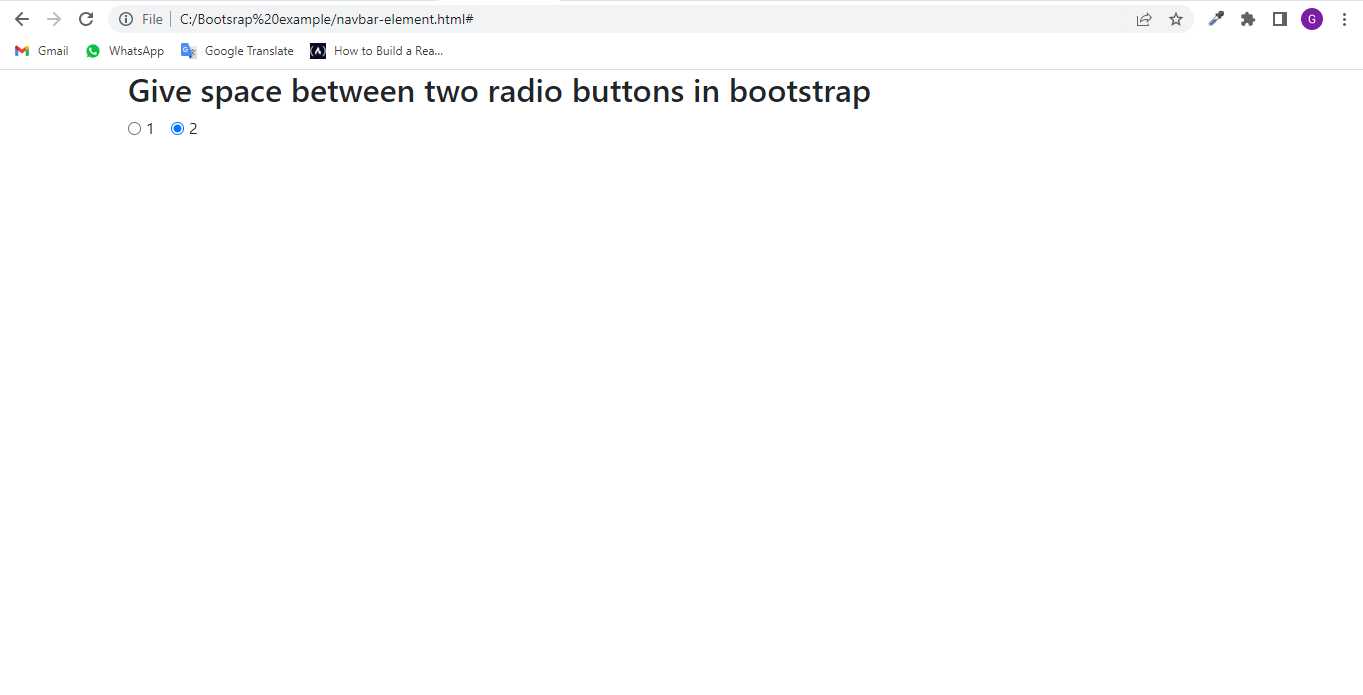 File C:/Bootsrap%20example/navbar-element.html# G
Gmail WhatsApp Google Translate How to Build a Rea...
Give space between two radio buttons in bootstrap
1 2